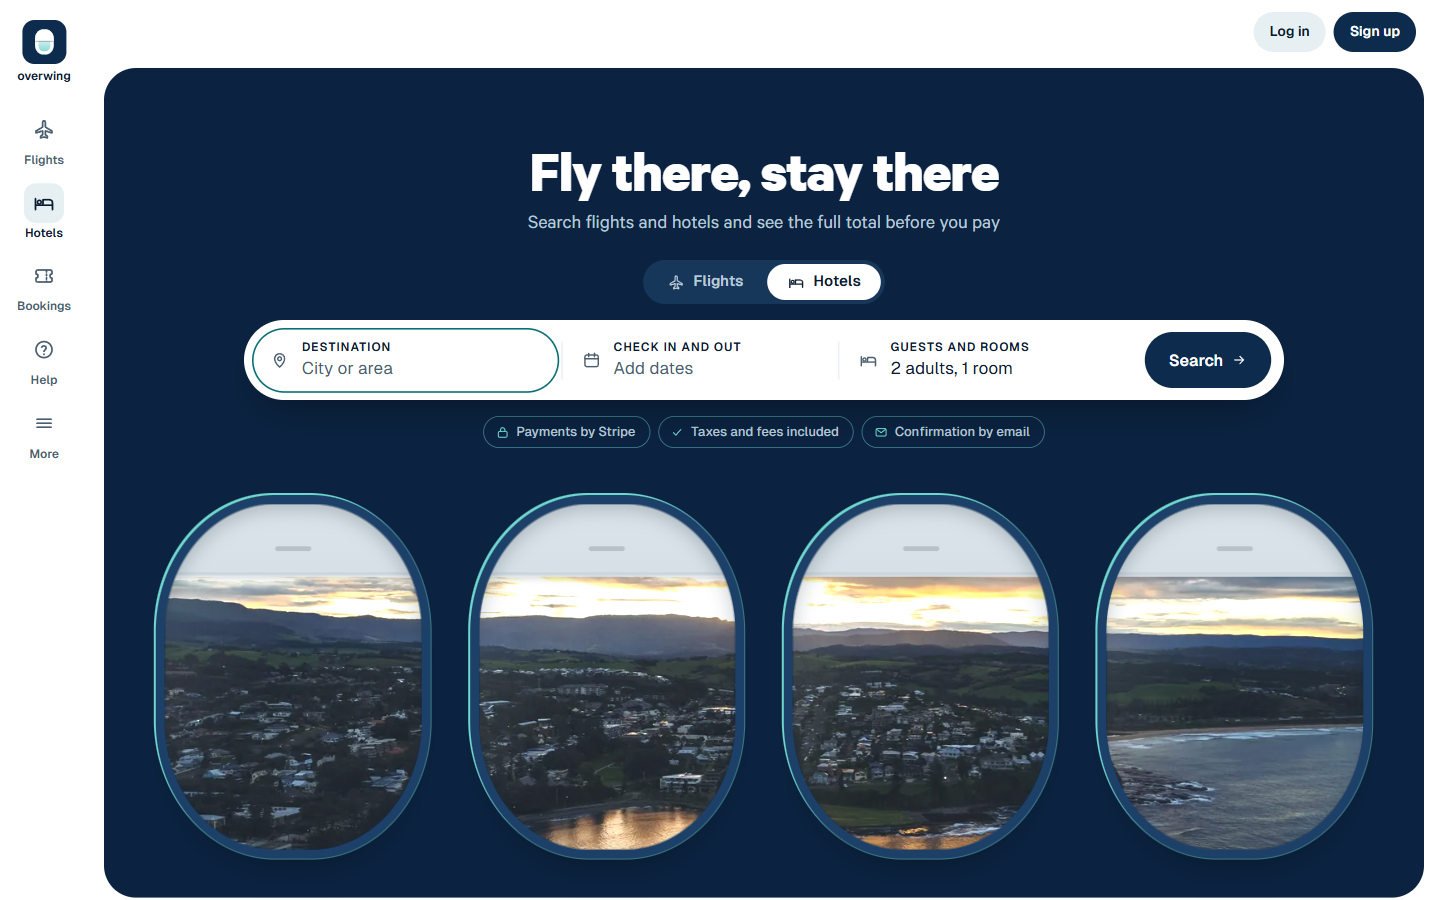 overwing
Flights
Hotels
Bookings
Help
More
Log in
Sign up
Fly there, stay there
Search flights and hotels and see the full total before you pay
Flights
Hotels
DESTINATION
City or area
CHECK IN AND OUT
Add dates
GUESTS AND ROOMS
2 adults, 1 room
Search
Payments by Stripe
Taxes and fees included
Confirmation by email